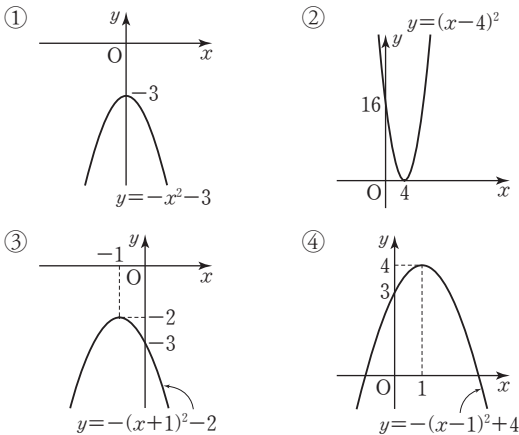 ①
y
O
x
−3
y=−x²−3
②
y=(x−4)²
y
16
O
4
x
③
−1
y
O
x
−2
−3
y=−(x+1)²−2
④
y
4
3
O
1
x
y=−(x−1)²+4